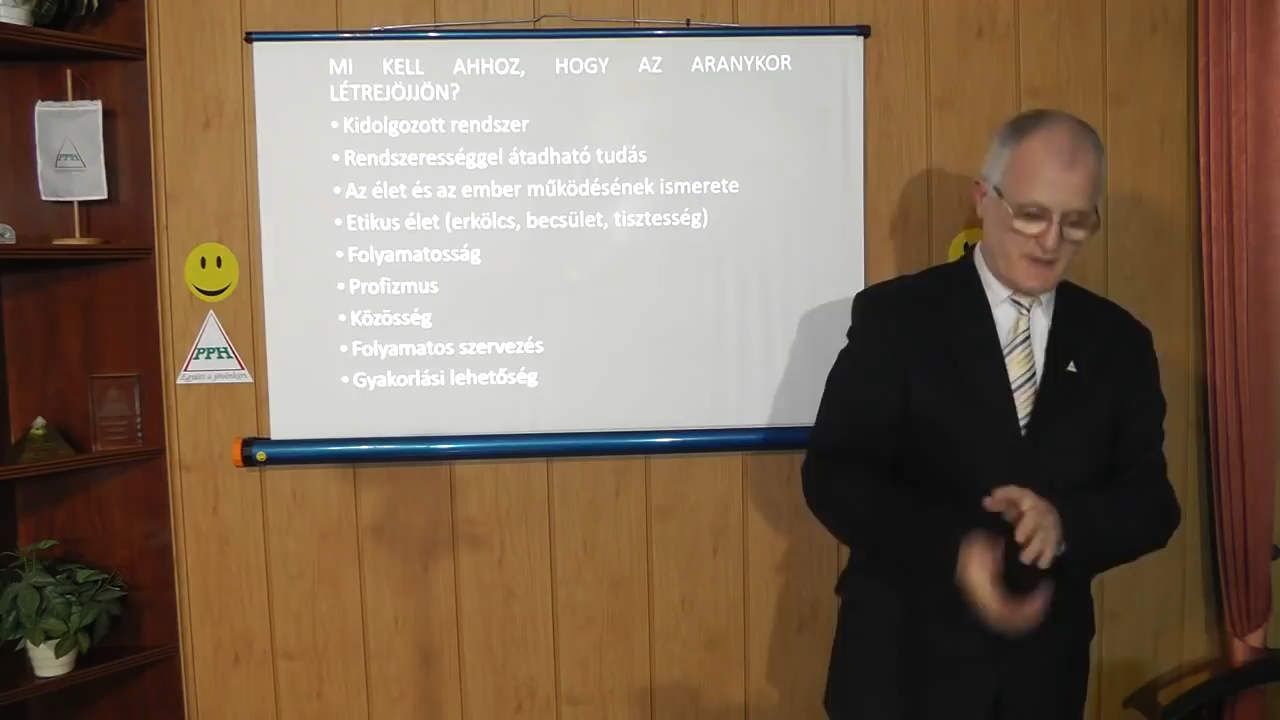 MI KELL AHHOZ, HOGY AZ ARANYKOR
LÉTREJÖJJÖN?
• Kidolgozott rendszer
• Rendszerességgel átadható tudás
• Az élet és az ember működésének ismerete
• Etikus élet (erkölcs, becsület, tisztesség)
• Folyamatosság
• Profizmus
• Közösség
• Folyamatos szervezés
• Gyakorlási lehetőség
PPH
PPH